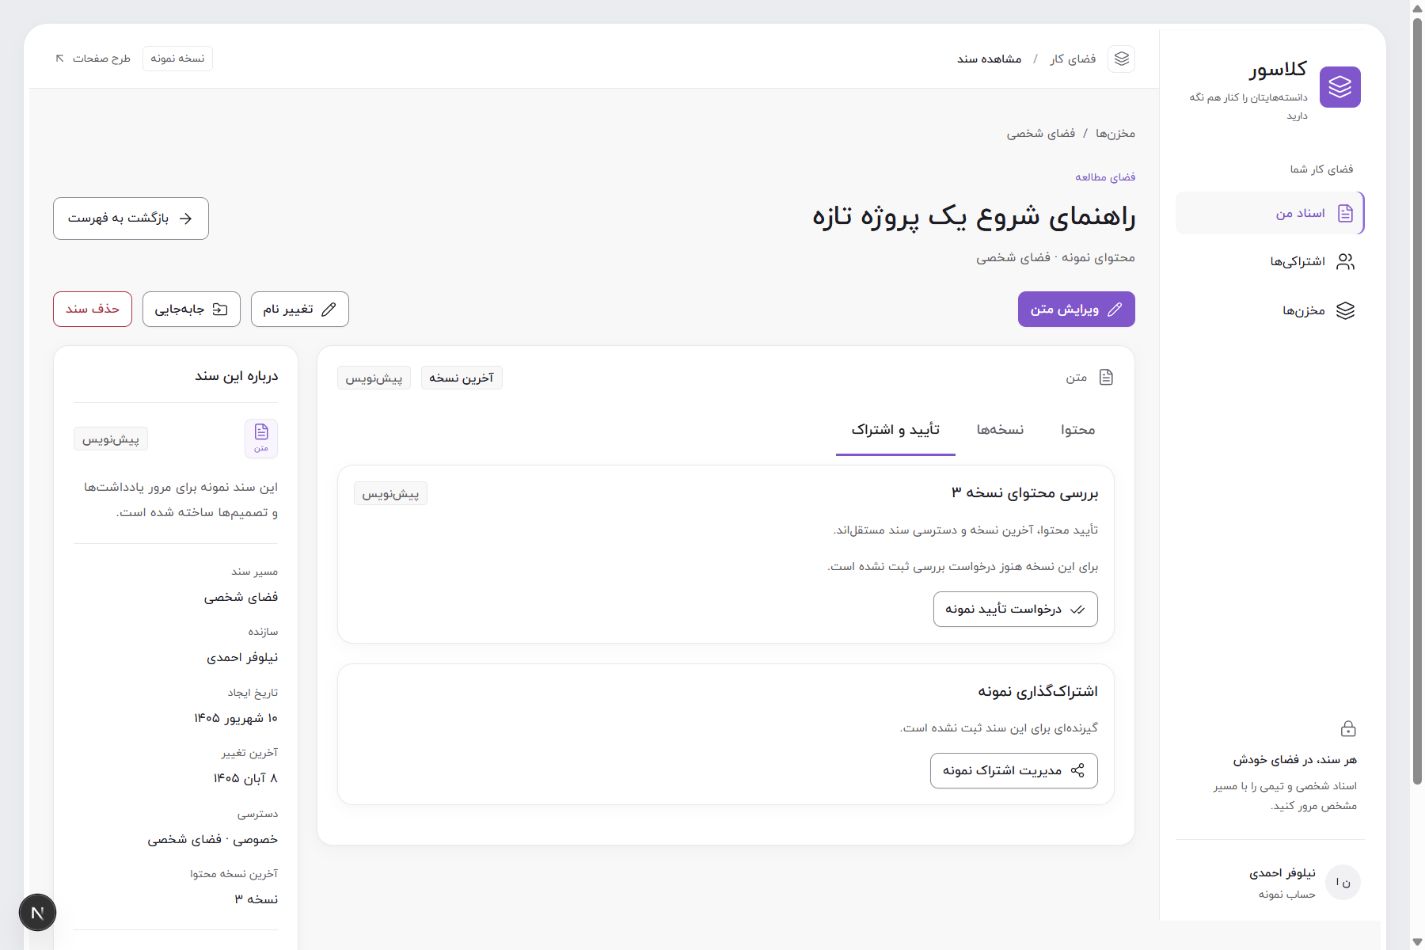 کلاسور
دانسته‌هایتان را کنار هم نگه
دارید
فضای کار شما
اسناد من
اشتراکی‌ها
مخزن‌ها
هر سند، در فضای خودش
اسناد شخصی و تیمی را با مسیر
مشخص مرور کنید.
ن ا
نیلوفر احمدی
حساب نمونه
فضای کار / مشاهده سند
نسخه نمونه
طرح صفحات
مخزن‌ها / فضای شخصی
فضای مطالعه
راهنمای شروع یک پروژه تازه
محتوای نمونه · فضای شخصی
بازگشت به فهرست
ویرایش متن
تغییر نام
جابه‌جایی
حذف سند
متن
آخرین نسخه
پیش‌نویس
محتوا
نسخه‌ها
تأیید و اشتراک
بررسی محتوای نسخه ۳
پیش‌نویس
تأیید محتوا، آخرین نسخه و دسترسی سند مستقل‌اند.
برای این نسخه هنوز درخواست بررسی ثبت نشده است.
درخواست تأیید نمونه
اشتراک‌گذاری نمونه
گیرنده‌ای برای این سند ثبت نشده است.
مدیریت اشتراک نمونه
درباره این سند
متن
پیش‌نویس
این سند نمونه برای مرور یادداشت‌ها
و تصمیم‌ها ساخته شده است.
مسیر سند
فضای شخصی
سازنده
نیلوفر احمدی
تاریخ ایجاد
۱۰ شهریور ۱۴۰۵
آخرین تغییر
۸ آبان ۱۴۰۵
دسترسی
خصوصی · فضای شخصی
آخرین نسخه محتوا
نسخه ۳
N